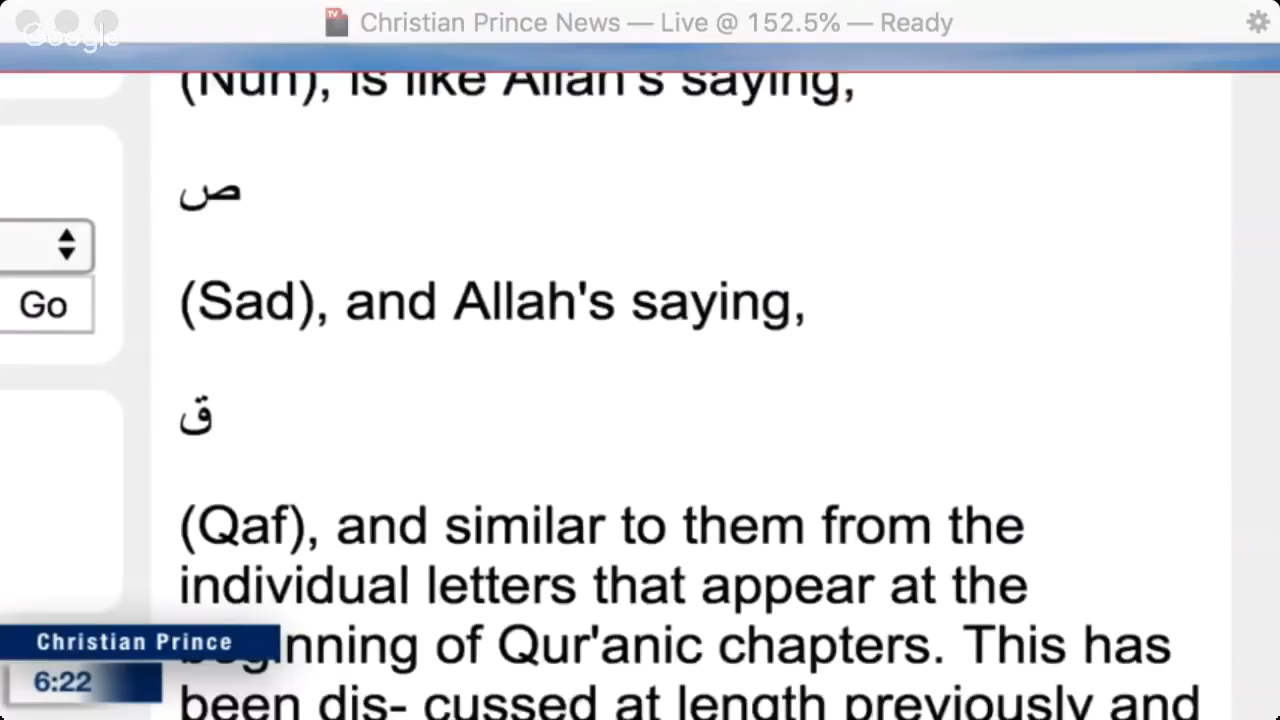 Google
Christian Prince News — Live @ 152.5% — Ready
(Nun), is like Allah's saying,
ص
(Sad), and Allah's saying,
ق
Go
(Qaf), and similar to them from the
individual letters that appear at the
beginning of Qur'anic chapters. This has
been dis- cussed at length previously and
Christian Prince
6:22